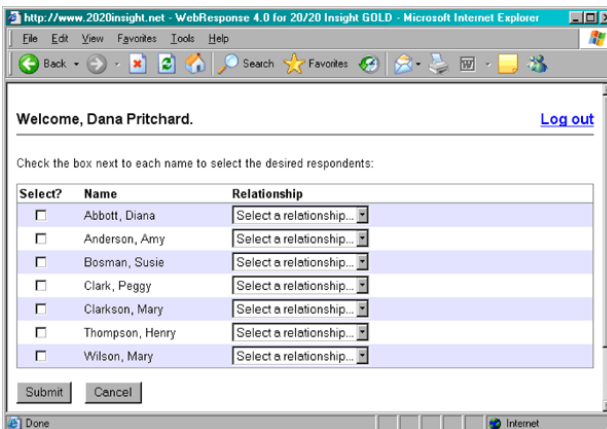 http://www.2020insight.net - WebResponse 4.0 for 20/20 Insight GOLD - Microsoft Internet Explorer
File Edit View Favorites Tools Help
Back Search Favorites
Welcome, Dana Pritchard. Log out
Check the box next to each name to select the desired respondents:
Select? Name Relationship
Abbott, Diana Select a relationship...
Anderson, Amy Select a relationship...
Bosman, Susie Select a relationship...
Clark, Peggy Select a relationship...
Clarkson, Mary Select a relationship...
Thompson, Henry Select a relationship...
Wilson, Mary Select a relationship...
Submit Cancel
Done Internet